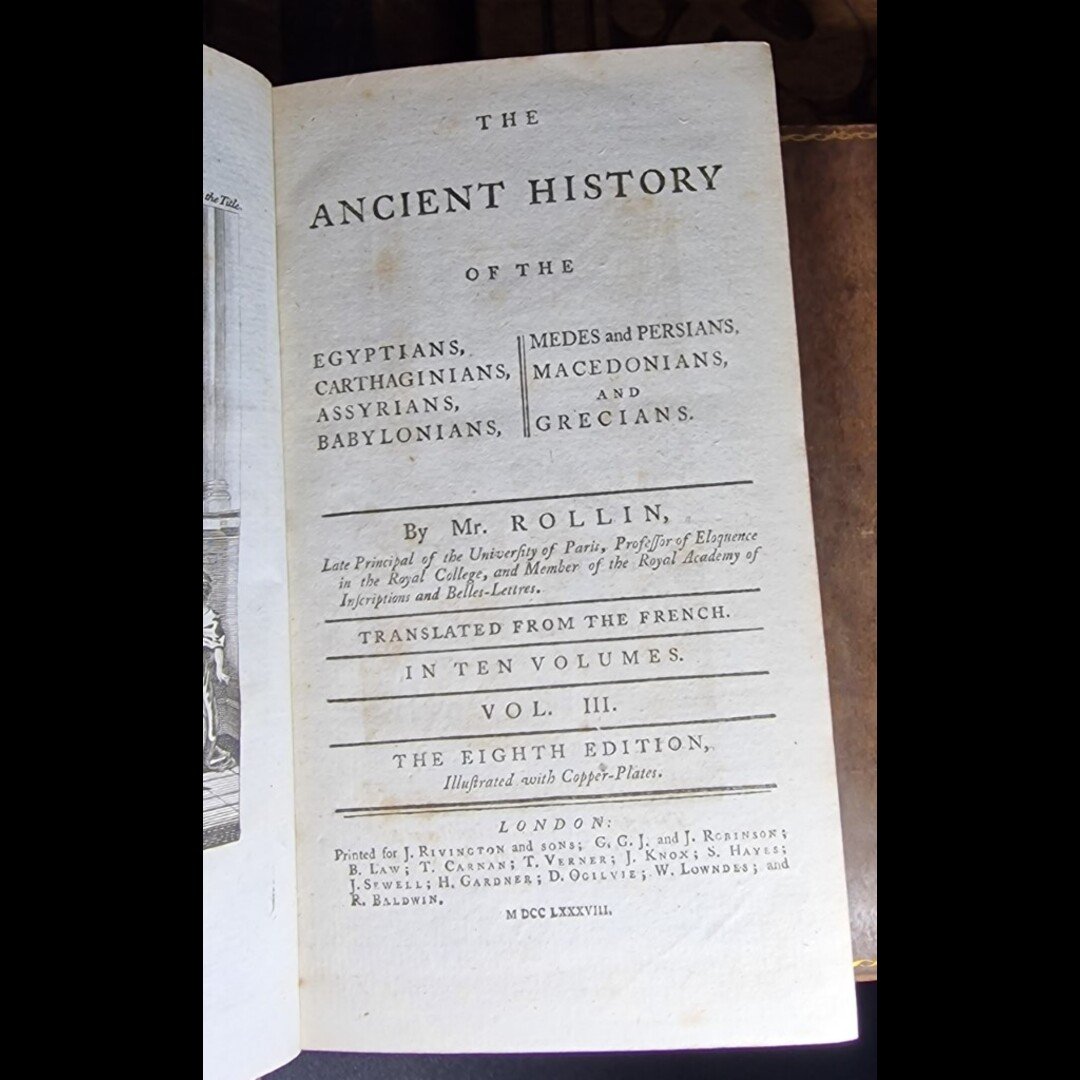 the Title.
THE
ANCIENT HISTORY
OF THE
EGYPTIANS,
CARTHAGINIANS,
ASSYRIANS,
BABYLONIANS,
MEDES and PERSIANS,
MACEDONIANS,
AND
GRECIANS.
By Mr. ROLLIN,
Late Principal of the Univerſity of Paris, Profeſſor of Eloquence
in the Royal College, and Member of the Royal Academy of
Inſcriptions and Belles-Lettres.
TRANSLATED FROM THE FRENCH.
IN TEN VOLUMES.
VOL. III.
THE EIGHTH EDITION,
Illuſtrated with Copper-Plates.
LONDON:
Printed for J. RIVINGTON and SONS; G. G. J. and J. ROBINSON;
B. LAW; T. CARNAN; T. VERNER; J. KNOX; S. HAYES;
J. SEWELL; H. GARDNER; D. OGILVIE; W. LOWNDES; and
R. BALDWIN.
M DCC LXXXVIII.